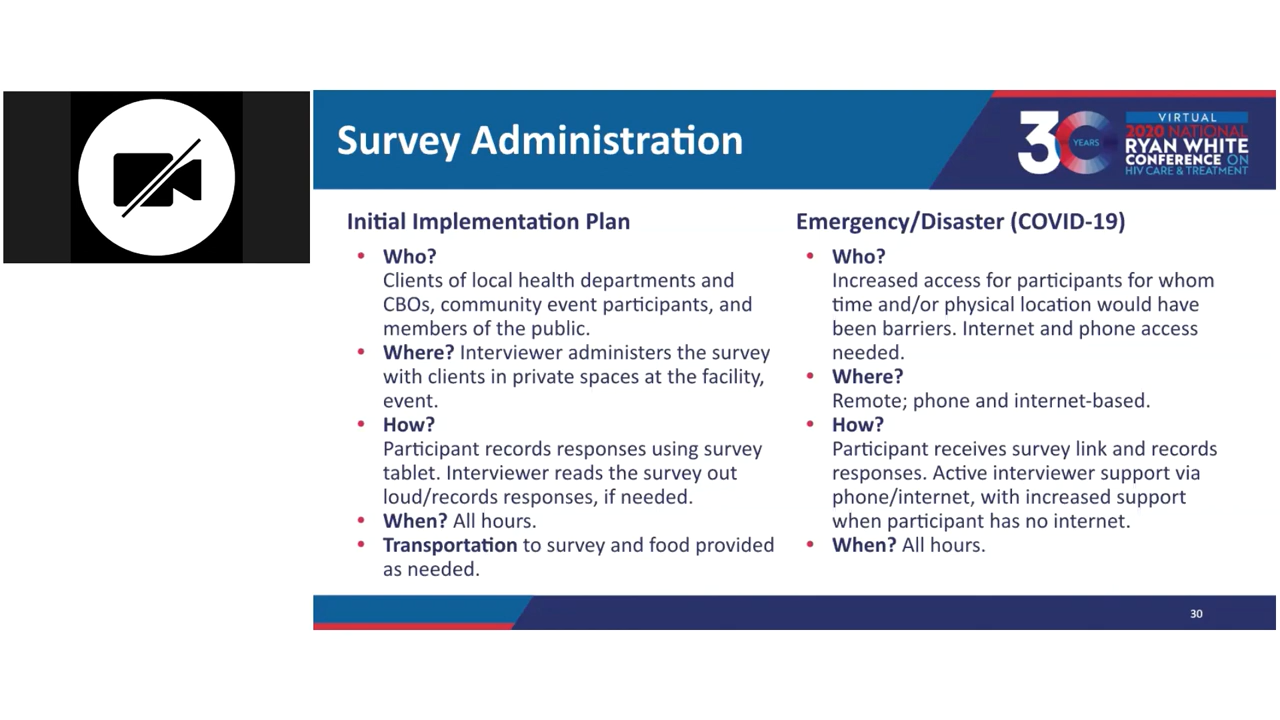 Survey Administration
30 YEARS
VIRTUAL
2020 NATIONAL
RYAN WHITE
CONFERENCE ON
HIV CARE & TREATMENT
Initial Implementation Plan
• Who?
Clients of local health departments and
CBOs, community event participants, and
members of the public.
• Where? Interviewer administers the survey
with clients in private spaces at the facility,
event.
• How?
Participant records responses using survey
tablet. Interviewer reads the survey out
loud/records responses, if needed.
• When? All hours.
• Transportation to survey and food provided
as needed.
Emergency/Disaster (COVID-19)
• Who?
Increased access for participants for whom
time and/or physical location would have
been barriers. Internet and phone access
needed.
• Where?
Remote; phone and internet-based.
• How?
Participant receives survey link and records
responses. Active interviewer support via
phone/internet, with increased support
when participant has no internet.
• When? All hours.
30